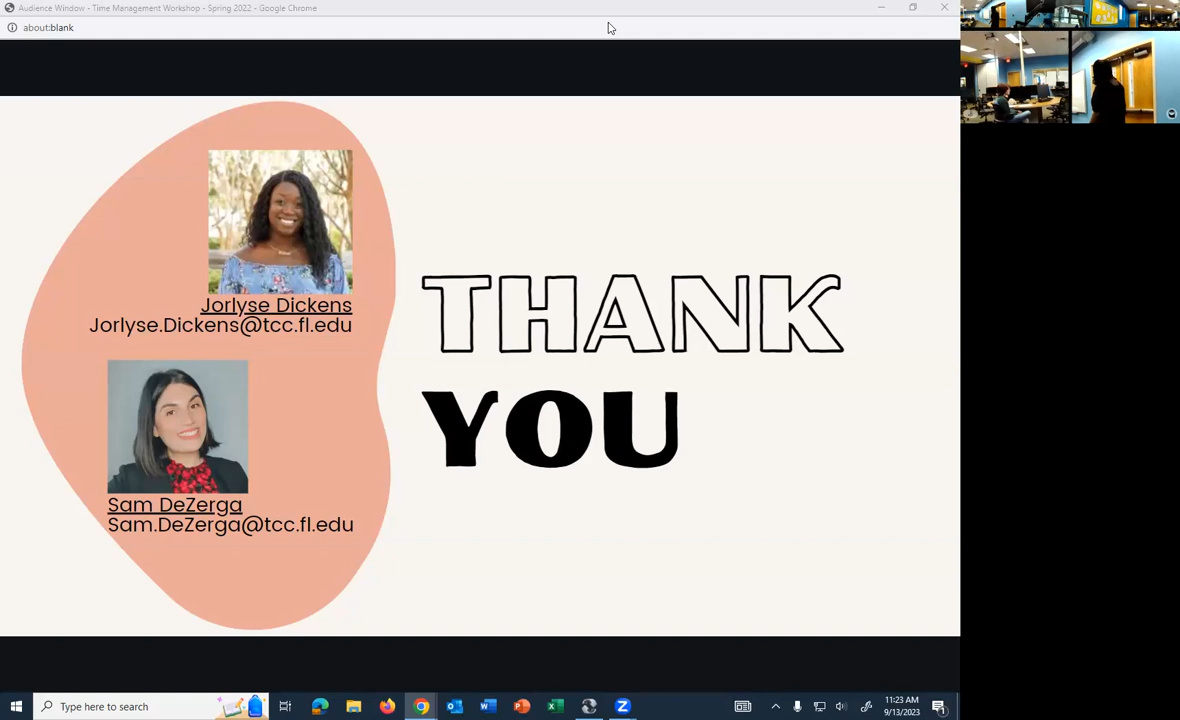 Audience Window - Time Management Workshop - Spring 2022 - Google Chrome
about:blank
Jorlyse Dickens
Jorlyse.Dickens@tcc.fl.edu
THANK
YOU
Sam DeZerga
Sam.DeZerga@tcc.fl.edu
Type here to search
11:23 AM
9/13/2023